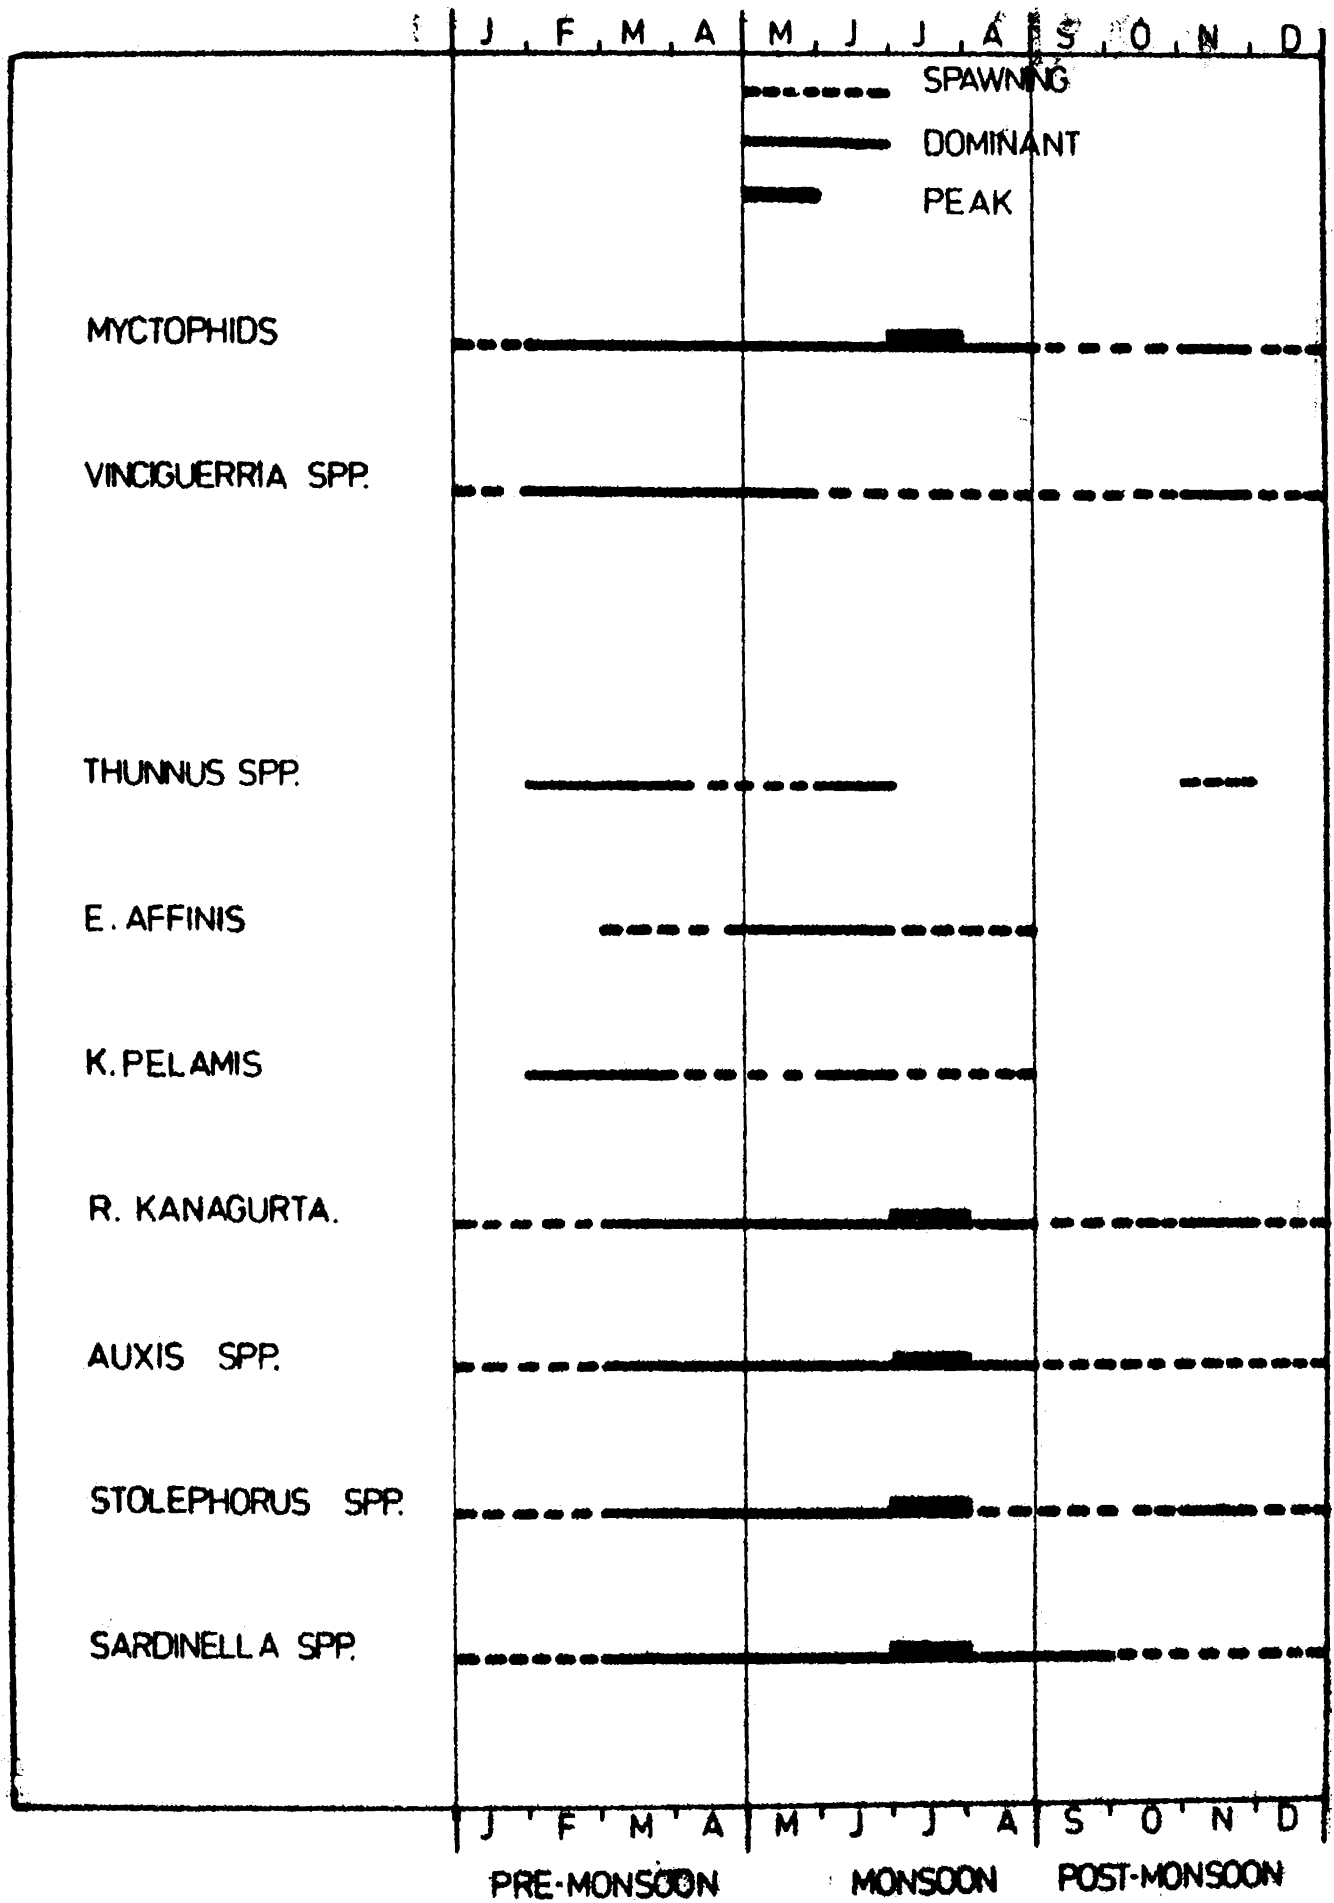 J F M A M J J A S O N D
SPAWNING
DOMINANT
PEAK
MYCTOPHIDS
VINCIGUERRIA SPP.
THUNNUS SPP.
E. AFFINIS
K. PELAMIS
R. KANAGURTA.
AUXIS SPP.
STOLEPHORUS SPP.
SARDINELLA SPP.
J F M A M J J A S O N D
PRE-MONSOON MONSOON POST-MONSOON